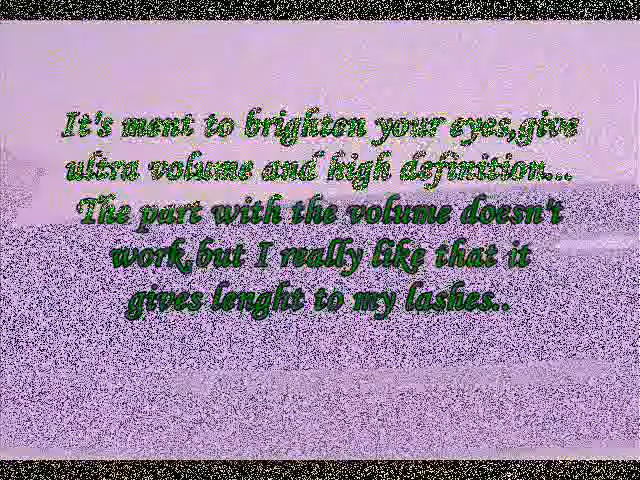 It's ment to brighten your eyes,give
ultra volume and high definition...
The part with the volume doesn't
work,but I really like that it
gives lenght to my lashes..